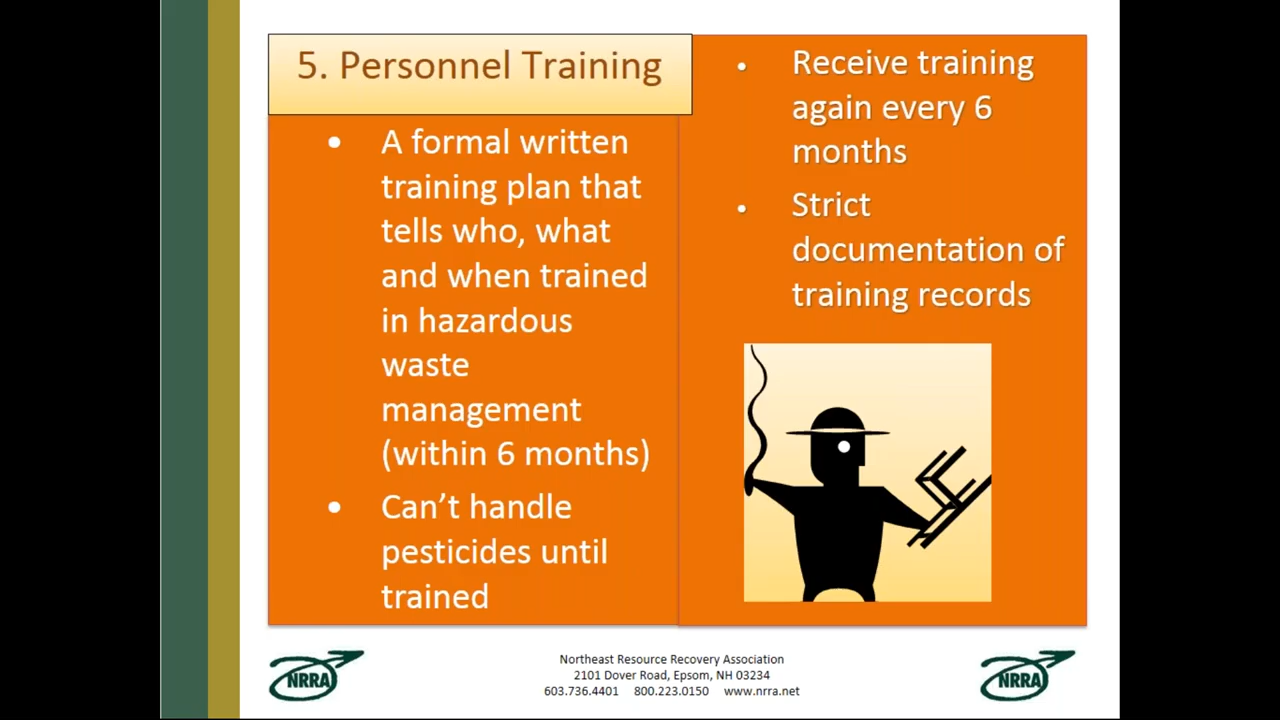 5. Personnel Training
• A formal written
training plan that
tells who, what
and when trained
in hazardous
waste
management
(within 6 months)
• Can’t handle
pesticides until
trained
• Receive training
again every 6
months
• Strict
documentation of
training records
NRRA
Northeast Resource Recovery Association
2101 Dover Road, Epsom, NH 03234
603.736.4401 800.223.0150 www.nrra.net
NRRA